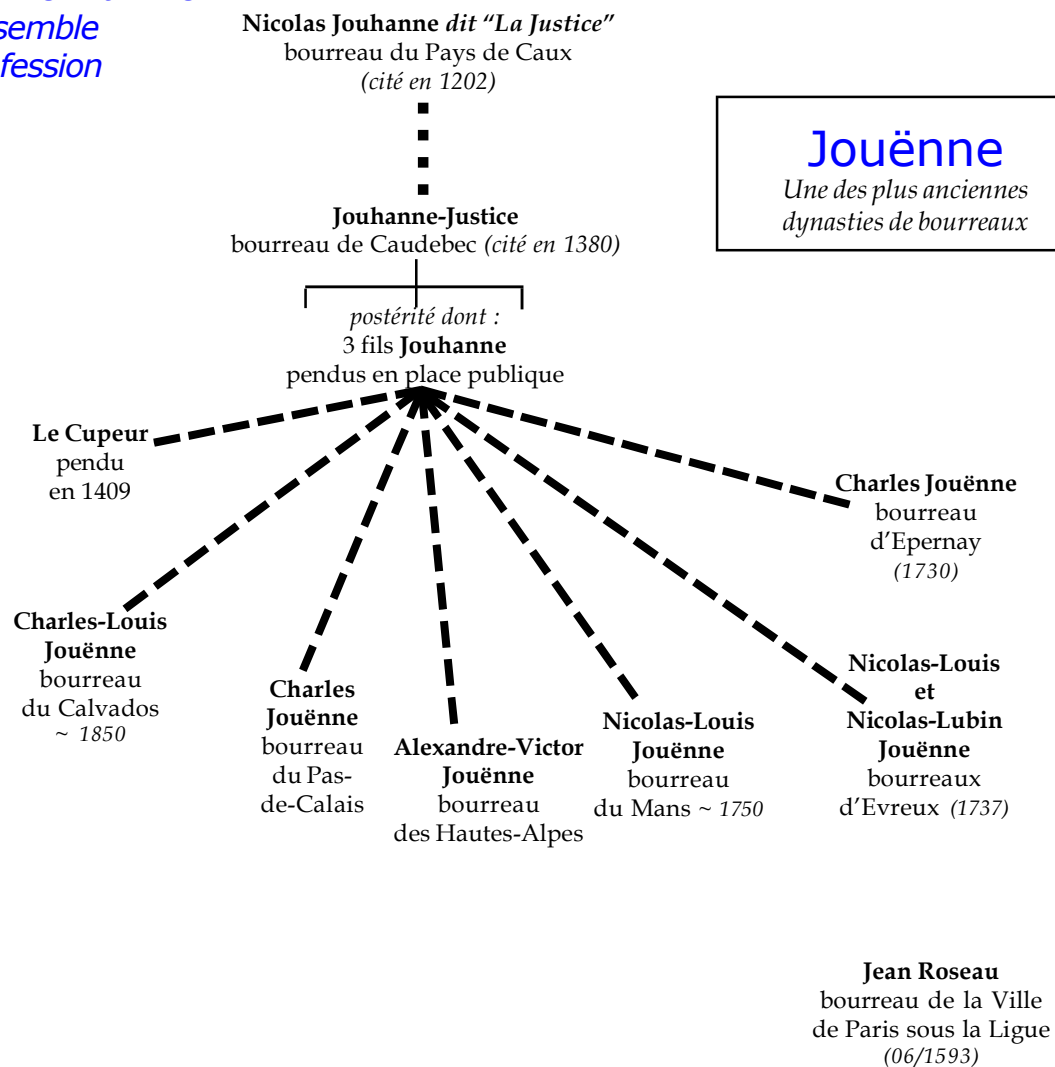 semble
fession
Nicolas Jouhanne dit “La Justice”
bourreau du Pays de Caux
(cité en 1202)
Jouënne
Une des plus anciennes
dynasties de bourreaux
Jouhanne-Justice
bourreau de Caudebec (cité en 1380)
postérité dont :
3 fils Jouhanne
pendus en place publique
Le Cupeur
pendu
en 1409
Charles Jouënne
bourreau
d’Epernay
(1730)
Charles-Louis
Jouënne
bourreau
du Calvados
~ 1850
Charles
Jouënne
bourreau
du Pas-
de-Calais
Alexandre-Victor
Jouënne
bourreau
des Hautes-Alpes
Nicolas-Louis
Jouënne
bourreau
du Mans ~ 1750
Nicolas-Louis
et
Nicolas-Lubin
Jouënne
bourreaux
d’Evreux (1737)
Jean Roseau
bourreau de la Ville
de Paris sous la Ligue
(06/1593)